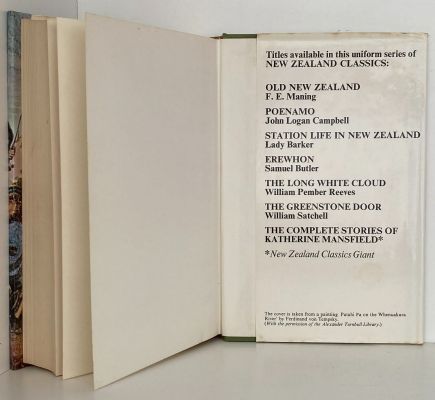 Titles available in this uniform series of
NEW ZEALAND CLASSICS:
OLD NEW ZEALAND
F. E. Maning
POENAMO
John Logan Campbell
STATION LIFE IN NEW ZEALAND
Lady Barker
EREWHON
Samuel Butler
THE LONG WHITE CLOUD
William Pember Reeves
THE GREENSTONE DOOR
William Satchell
THE COMPLETE STORIES OF
KATHERINE MANSFIELD*
*New Zealand Classics Giant
The cover is taken from a painting 'Patohi Pa on the Whenuakura
River' by Ferdinand von Tempsky.
(With the permission of the Alexander Turnbull Library.)